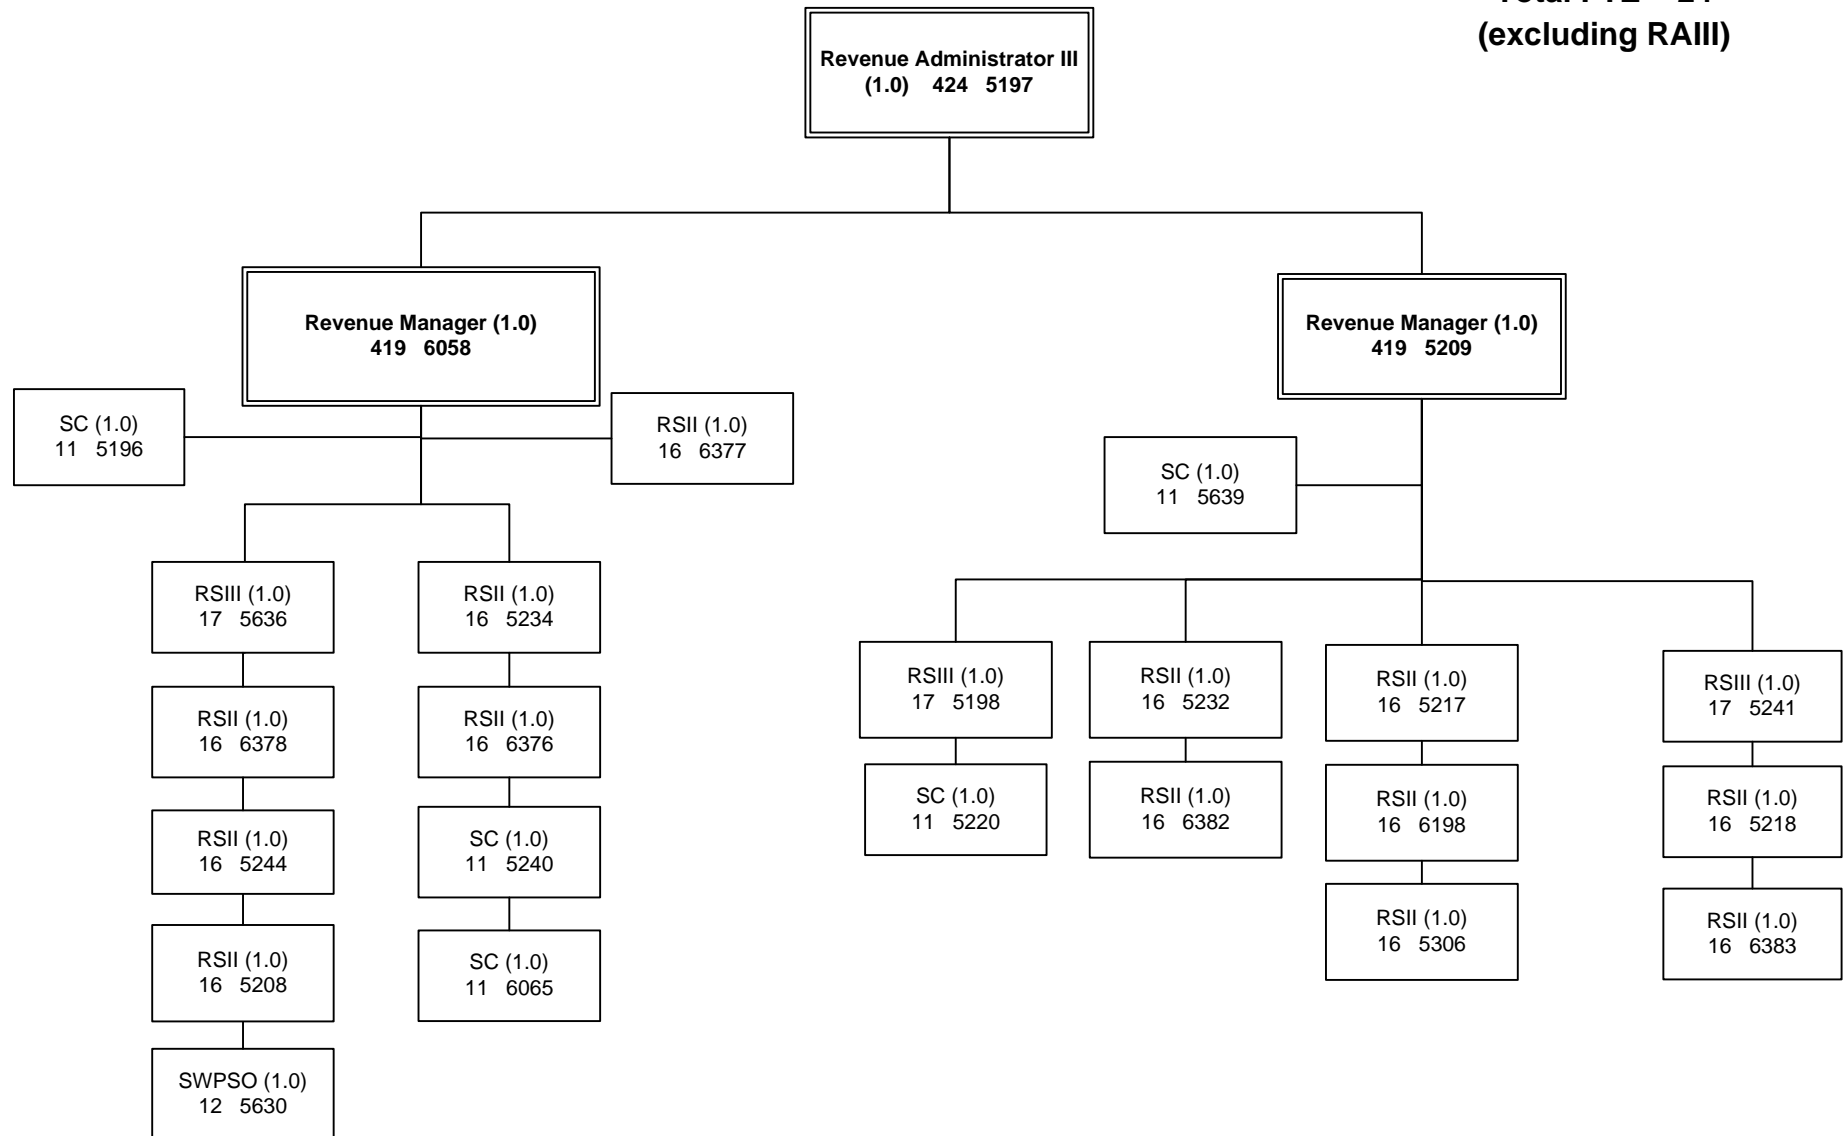 (excluding RAIII)
Revenue Administrator III
(1.0) 424 5197
Revenue Manager (1.0)
419 6058
Revenue Manager (1.0)
419 5209
SC (1.0)
11 5196
RSII (1.0)
16 6377
SC (1.0)
11 5639
RSIII (1.0)
17 5636
RSII (1.0)
16 5234
RSIII (1.0)
17 5198
RSII (1.0)
16 5232
RSII (1.0)
16 5217
RSIII (1.0)
17 5241
RSII (1.0)
16 6378
RSII (1.0)
16 6376
SC (1.0)
11 5220
RSII (1.0)
16 6382
RSII (1.0)
16 6198
RSII (1.0)
16 5218
RSII (1.0)
16 5244
SC (1.0)
11 5240
RSII (1.0)
16 5306
RSII (1.0)
16 6383
RSII (1.0)
16 5208
SC (1.0)
11 6065
SWPSO (1.0)
12 5630